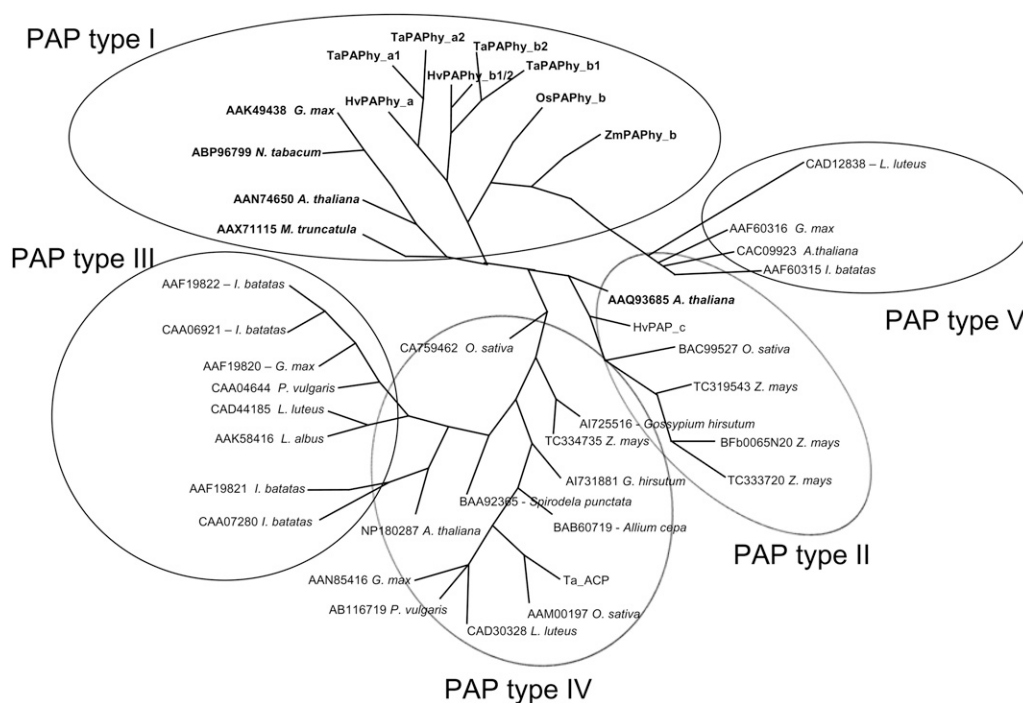 PAP type I
TaPAPhy_a2
TaPAPhy_a1
TaPAPhy_b2
HvPAPhy_b1/2
TaPAPhy_b1
HvPAPhy_a
OsPAPhy_b
AAK49438 G. max
ZmPAPhy_b
ABP96799 N. tabacum
AAN74650 A. thaliana
AAX71115 M. truncatula
CAD12838 – L. luteus
AAF60316 G. max
CAC09923 A.thaliana
AAF60315 I. batatas
PAP type V
PAP type III
AAF19822 – I. batatas
CAA06921 – I. batatas
AAF19820 – G. max
CAA04644 P. vulgaris
CAD44185 L. luteus
AAK58416 L. albus
AAF19821 I. batatas
CAA07280 I. batatas
AAQ93685 A. thaliana
HvPAP_c
BAC99527 O. sativa
TC319543 Z. mays
BFb0065N20 Z. mays
TC333720 Z. mays
PAP type II
CA759462 O. sativa
AI725516 - Gossypium hirsutum
TC334735 Z. mays
AI731881 G. hirsutum
BAA92365 - Spirodela punctata
BAB60719 - Allium cepa
NP180287 A. thaliana
AAN85416 G. max
AB116719 P. vulgaris
CAD30328 L. luteus
AAM00197 O. sativa
Ta_ACP
PAP type IV